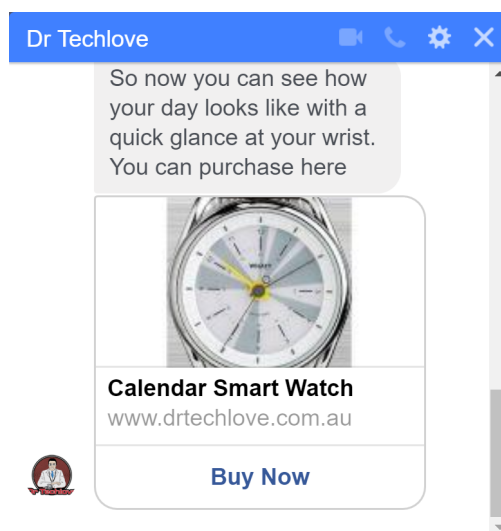 Dr Techlove
So now you can see how
your day looks like with a
quick glance at your wrist.
You can purchase here
Calendar Smart Watch
www.drtechlove.com.au
Buy Now